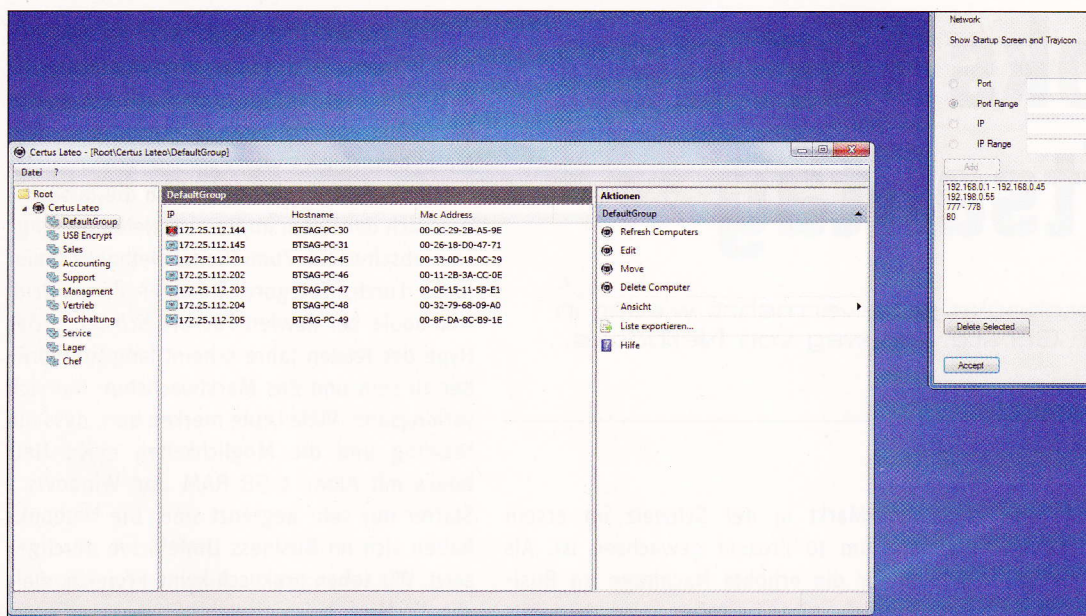 Certus Lateo - [Root\Certus Lateo\DefaultGroup]
Datei ?
Root
Certus Lateo
DefaultGroup
USB Encrypt
Sales
Accounting
Support
Managment
Vertrieb
Buchhaltung
Service
Lager
Chef
DefaultGroup
IP Hostname Mac Address
172.25.112.144 BTSAG-PC-30 00-0C-29-2B-A5-9E
172.25.112.145 BTSAG-PC-31 00-26-18-D0-47-71
172.25.112.201 BTSAG-PC-45 00-33-0D-18-0C-29
172.25.112.202 BTSAG-PC-46 00-11-2B-3A-CC-0E
172.25.112.203 BTSAG-PC-47 00-0E-15-11-58-E1
172.25.112.204 BTSAG-PC-48 00-32-79-68-09-A0
172.25.112.205 BTSAG-PC-49 00-8F-DA-8C-B9-1E
Aktionen
DefaultGroup
Refresh Computers
Edit
Move
Delete Computer
Ansicht
Liste exportieren...
Hilfe
Network
Show Startup Screen and Trayicon
Port
Port Range
IP
IP Range
Add
192.168.0.1 - 192.168.0.45
192.198.0.55
777 - 778
80
Delete Selected
Accept